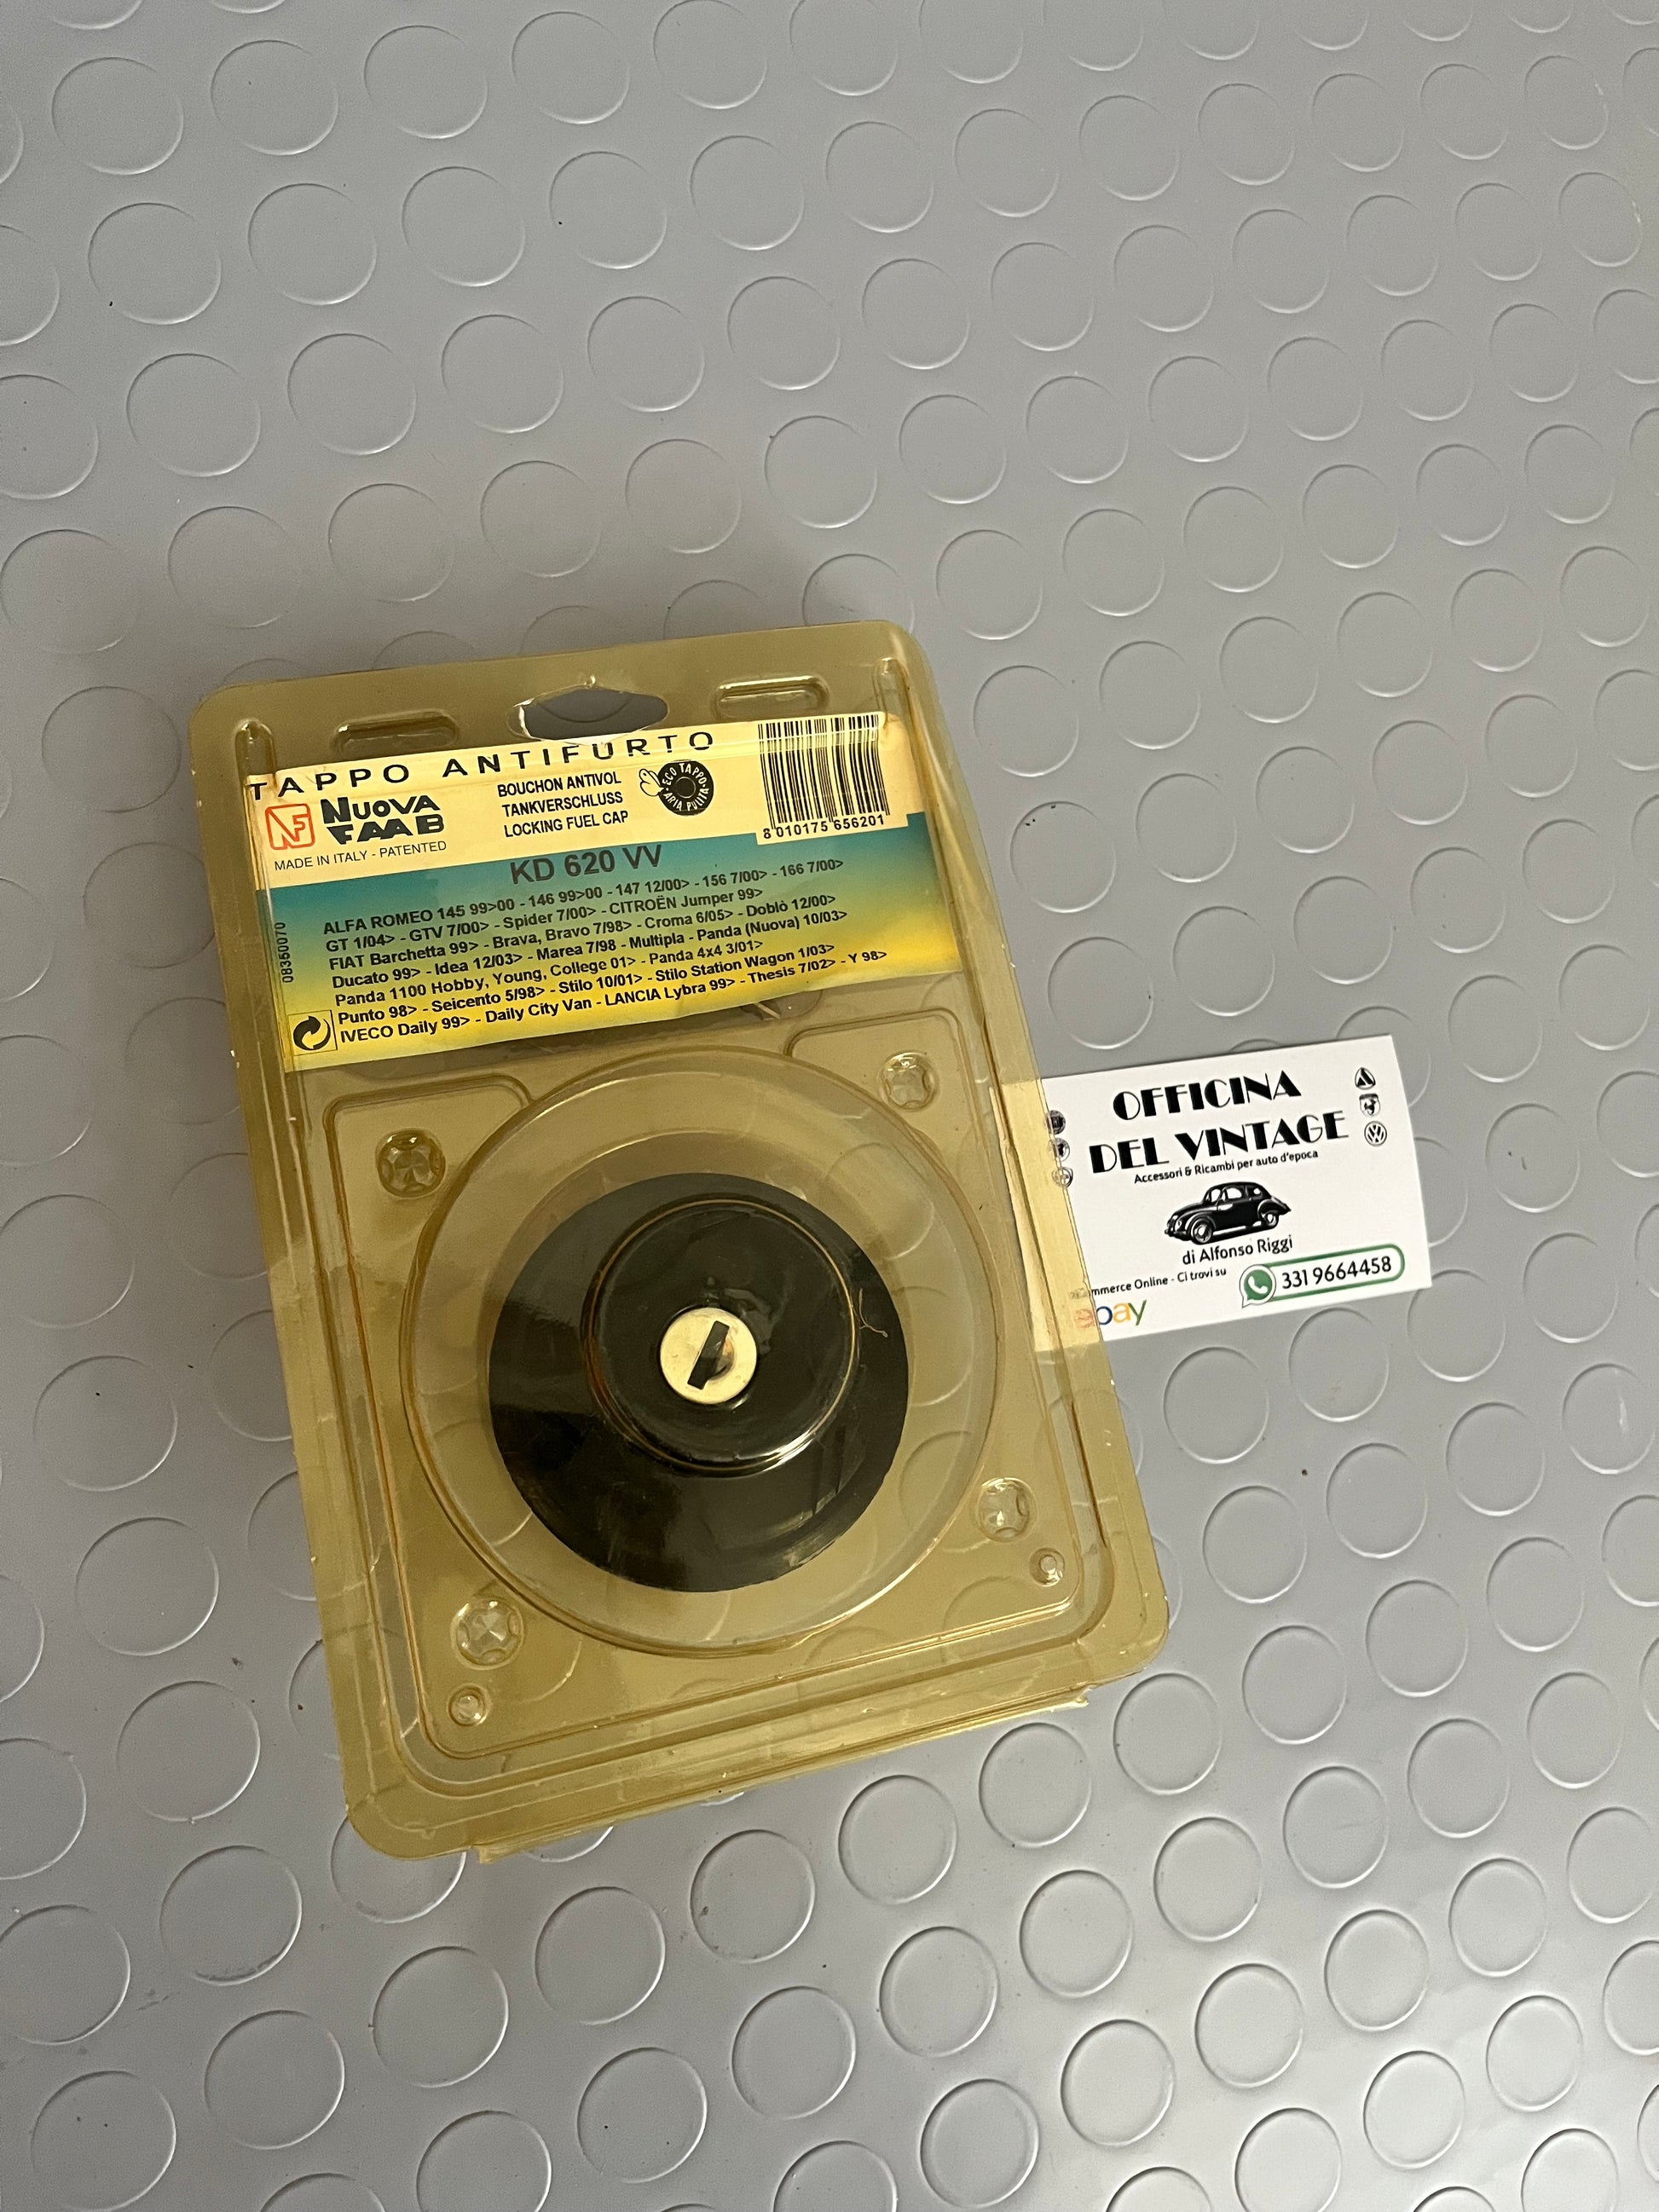 TAPPO ANTIFURTO
NF NUOVA FAAB
MADE IN ITALY - PATENTED
BOUCHON ANTIVOL
TANKVERSCHLUSS
LOCKING FUEL CAP
ECO TAPPO
ARIA PULITA
8 010175 656201
KD 620 VV
08350070
ALFA ROMEO 145 99>00 - 146 99>00 - 147 12/00> - 156 7/00> - 166 7/00>
GT 1/04> - GTV 7/00> - Spider 7/00> - CITROËN Jumper 99>
FIAT Barchetta 99> - Brava, Bravo 7/98> - Croma 6/05> - Doblò 12/00>
Ducato 99> - Idea 12/03> - Marea 7/98 - Multipla - Panda (Nuova) 10/03>
Panda 1100 Hobby, Young, College 01> - Panda 4x4 3/01>
Punto 98> - Seicento 5/98> - Stilo 10/01> - Stilo Station Wagon 1/03>
IVECO Daily 99> - Daily City Van - LANCIA Lybra 99> - Thesis 7/02> - Y 98>
OFFICINA
DEL VINTAGE
Accessori & Ricambi per auto d'epoca
di Alfonso Riggi
mmerce Online - Ci trovi su
ebay
331 9664458